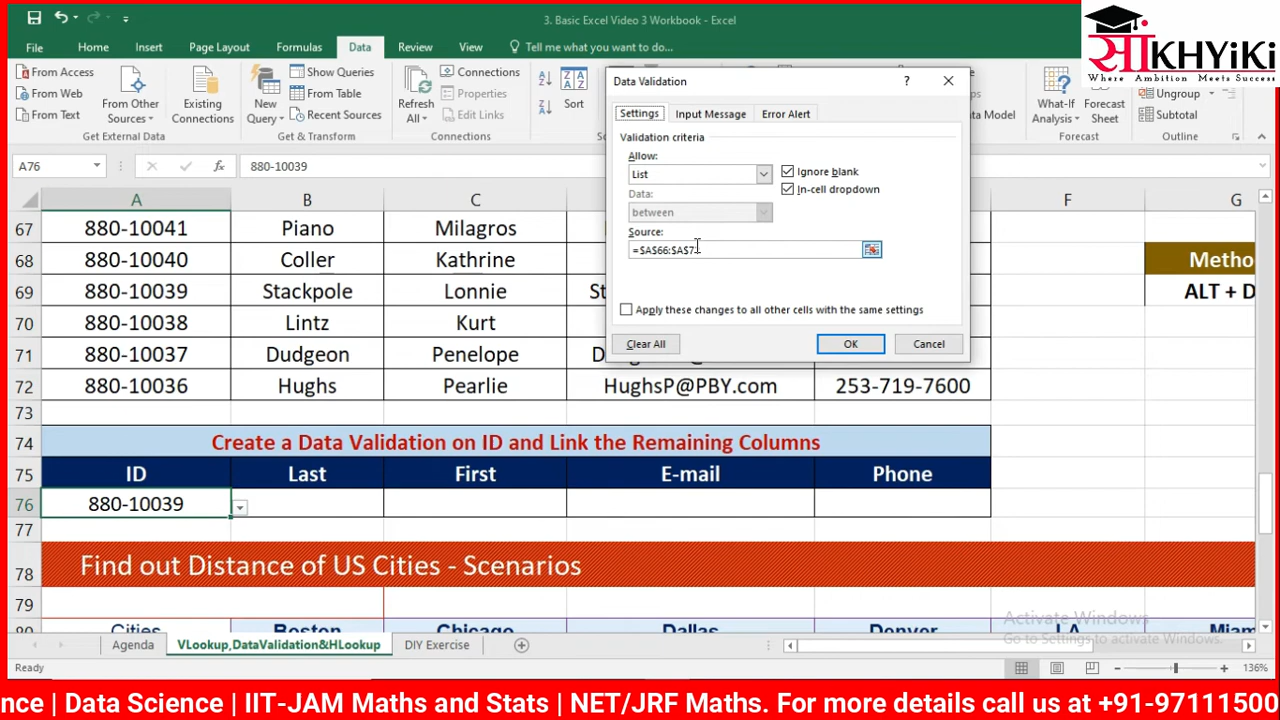 3. Basic Excel Video 3 Workbook - Excel
साKHYiKi
Where Ambition Meets Success
File Home Insert Page Layout Formulas Data Review View Tell me what you want to do...
From Access
From Web
From Text
From Other Sources
Existing Connections
Get External Data
New Query
Show Queries
From Table
Recent Sources
Get & Transform
Refresh All
Connections
Properties
Edit Links
Connections
Sort
What-If Analysis
Forecast Sheet
Forecast
Ungroup
Subtotal
Outline
Data Model
Data Validation
Settings Input Message Error Alert
Validation criteria
Allow:
List
Ignore blank
In-cell dropdown
Data:
between
Source:
=$A$66:$A$7
Apply these changes to all other cells with the same settings
Clear All OK Cancel
A76 880-10039
A B C F G
67 880-10041 Piano Milagros
68 880-10040 Coller Kathrine
69 880-10039 Stackpole Lonnie
70 880-10038 Lintz Kurt
71 880-10037 Dudgeon Penelope
72 880-10036 Hughs Pearlie HughsP@PBY.com 253-719-7600
Metho
ALT + D
73
74 Create a Data Validation on ID and Link the Remaining Columns
75 ID Last First E-mail Phone
76 880-10039
77
78 Find out Distance of US Cities - Scenarios
79
80 Cities Boston Chicago Dallas Denver LA Miam
Activate Windows
Go to Settings to activate Windows.
Agenda VLookup,DataValidation&HLookup DIY Exercise
Ready 136%
nce | Data Science | IIT-JAM Maths and Stats | NET/JRF Maths. For more details call us at +91-97111500